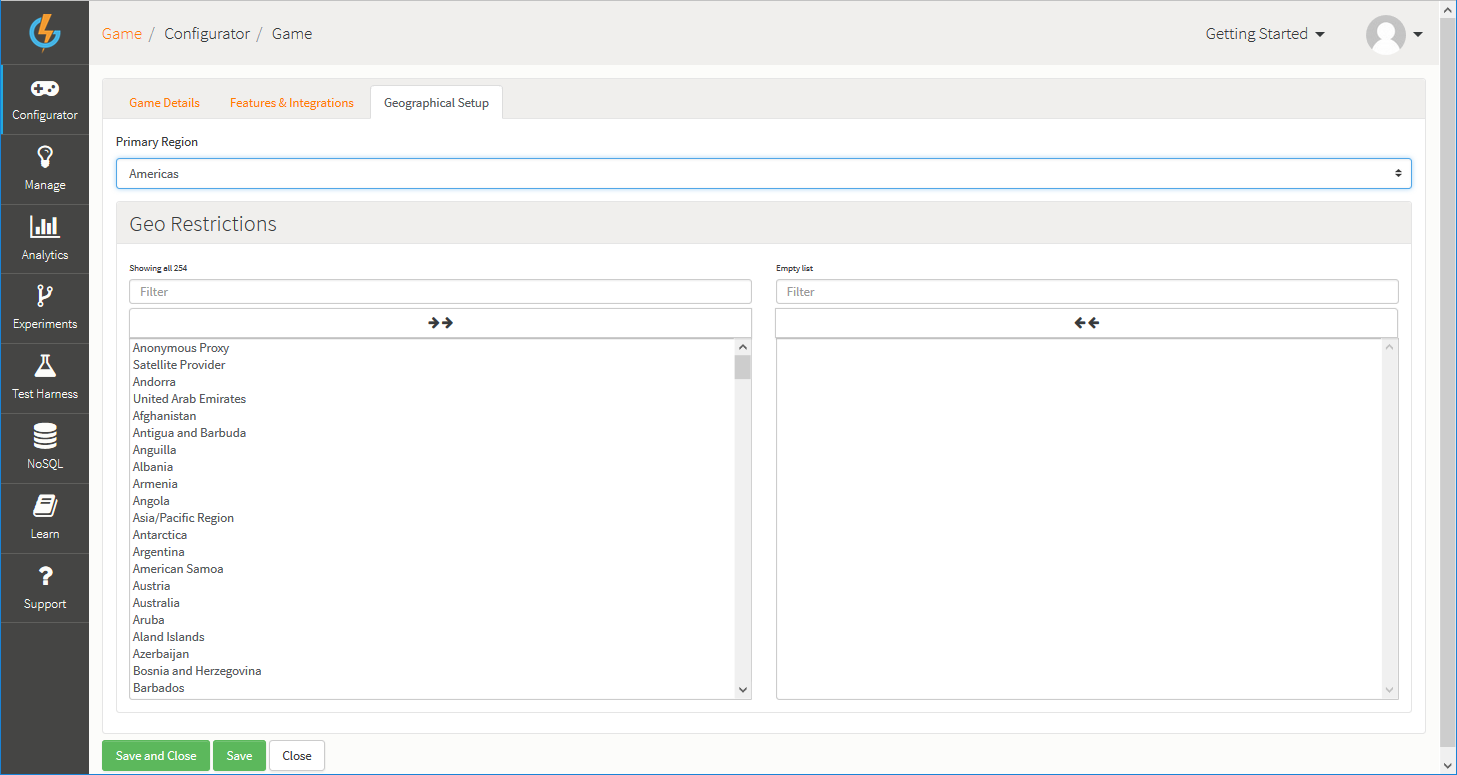 Game / Configurator / Game
Getting Started
Configurator
Manage
Analytics
Experiments
Test Harness
NoSQL
Learn
Support
Game Details
Features & Integrations
Geographical Setup
Primary Region
Americas
Geo Restrictions
Showing all 254
Filter
Anonymous Proxy
Satellite Provider
Andorra
United Arab Emirates
Afghanistan
Antigua and Barbuda
Anguilla
Albania
Armenia
Angola
Asia/Pacific Region
Antarctica
Argentina
American Samoa
Austria
Australia
Aruba
Aland Islands
Azerbaijan
Bosnia and Herzegovina
Barbados
Empty list
Filter
Save and Close
Save
Close